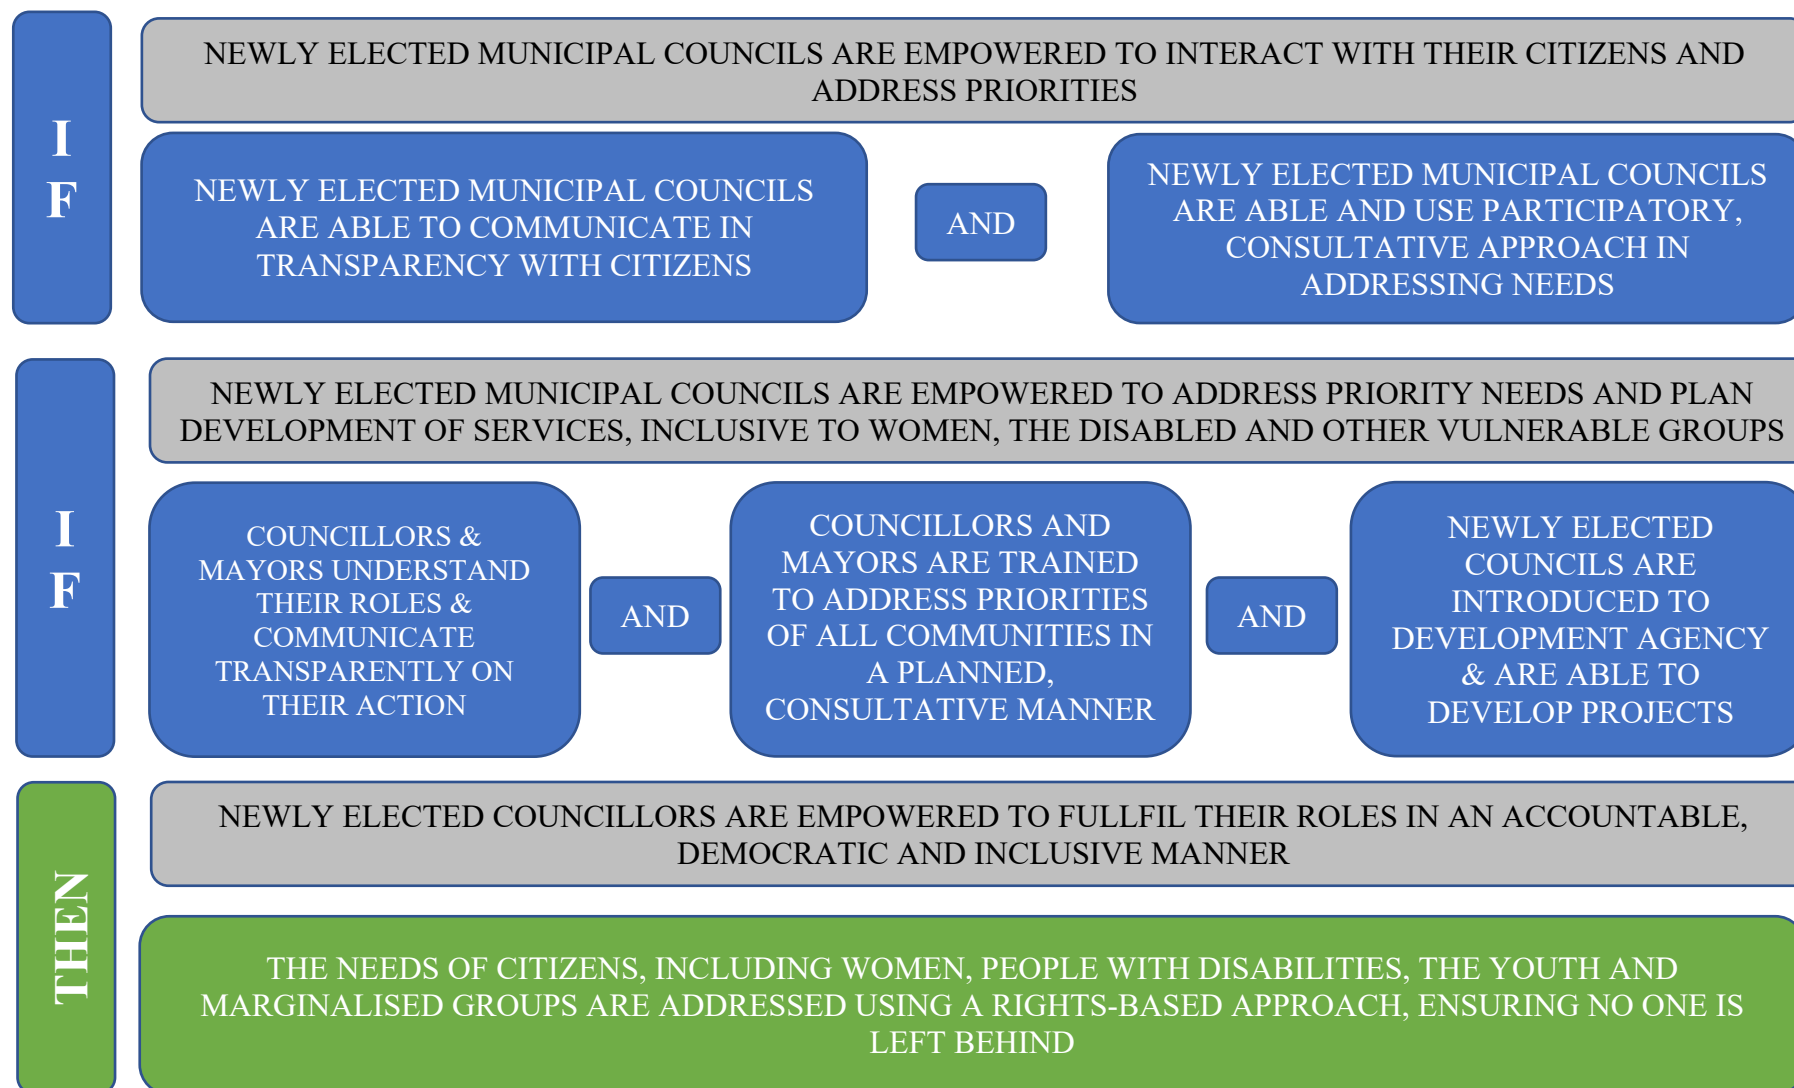 I
F
NEWLY ELECTED MUNICIPAL COUNCILS ARE EMPOWERED TO INTERACT WITH THEIR CITIZENS AND
ADDRESS PRIORITIES
NEWLY ELECTED MUNICIPAL COUNCILS
ARE ABLE TO COMMUNICATE IN
TRANSPARENCY WITH CITIZENS
AND
NEWLY ELECTED MUNICIPAL COUNCILS
ARE ABLE AND USE PARTICIPATORY,
CONSULTATIVE APPROACH IN
ADDRESSING NEEDS
I
F
NEWLY ELECTED MUNICIPAL COUNCILS ARE EMPOWERED TO ADDRESS PRIORITY NEEDS AND PLAN
DEVELOPMENT OF SERVICES, INCLUSIVE TO WOMEN, THE DISABLED AND OTHER VULNERABLE GROUPS
COUNCILLORS &
MAYORS UNDERSTAND
THEIR ROLES &
COMMUNICATE
TRANSPARENTLY ON
THEIR ACTION
AND
COUNCILLORS AND
MAYORS ARE TRAINED
TO ADDRESS PRIORITIES
OF ALL COMMUNITIES IN
A PLANNED,
CONSULTATIVE MANNER
AND
NEWLY ELECTED
COUNCILS ARE
INTRODUCED TO
DEVELOPMENT AGENCY
& ARE ABLE TO
DEVELOP PROJECTS
THEN
NEWLY ELECTED COUNCILLORS ARE EMPOWERED TO FULLFIL THEIR ROLES IN AN ACCOUNTABLE,
DEMOCRATIC AND INCLUSIVE MANNER
THE NEEDS OF CITIZENS, INCLUDING WOMEN, PEOPLE WITH DISABILITIES, THE YOUTH AND
MARGINALISED GROUPS ARE ADDRESSED USING A RIGHTS-BASED APPROACH, ENSURING NO ONE IS
LEFT BEHIND